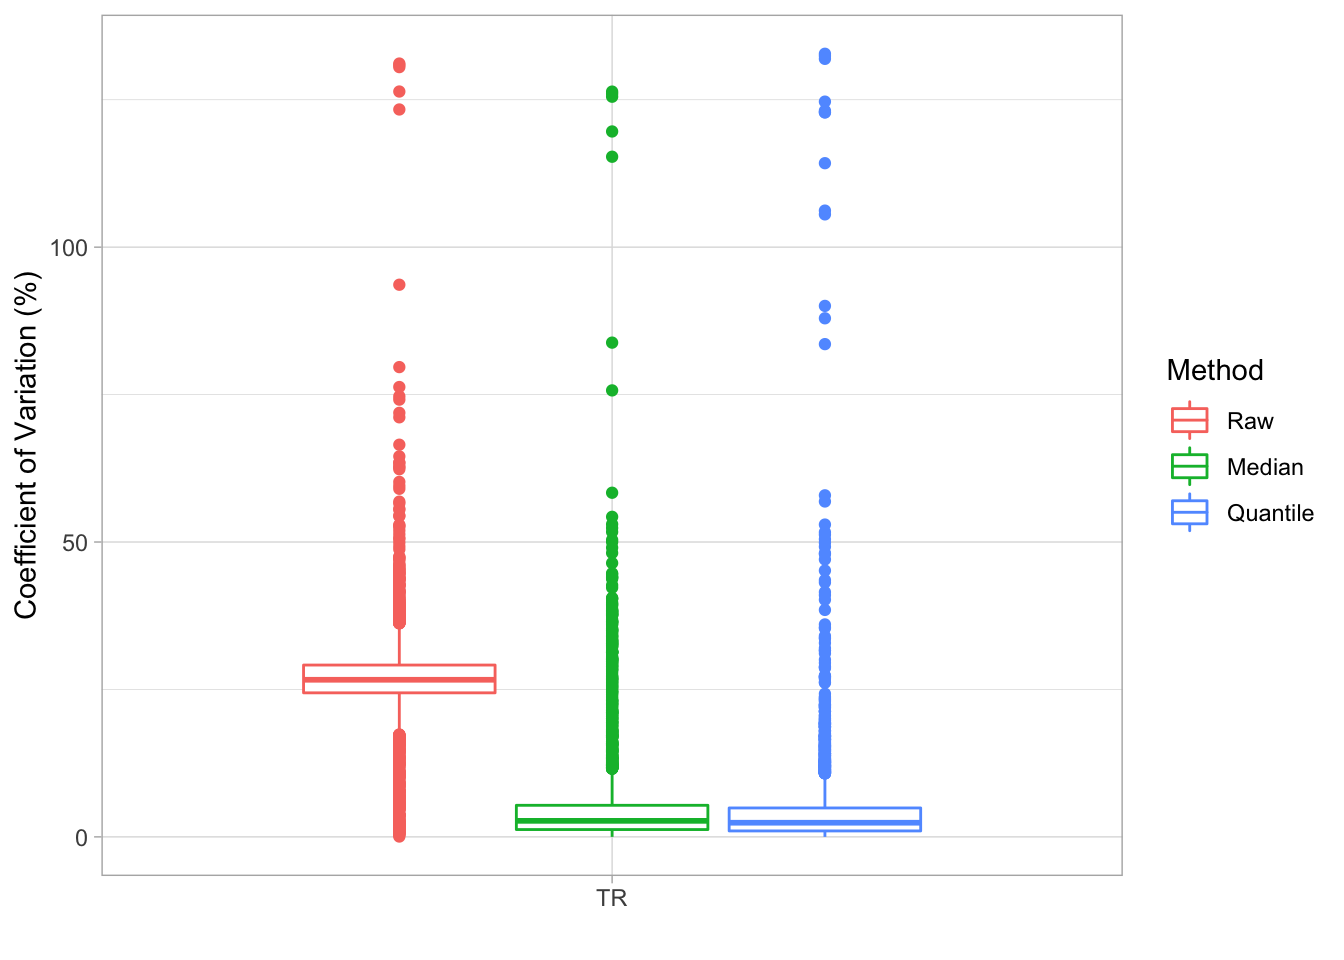 Coefficient of Variation (%)
100
50
0
TR
Method
Raw
Median
Quantile